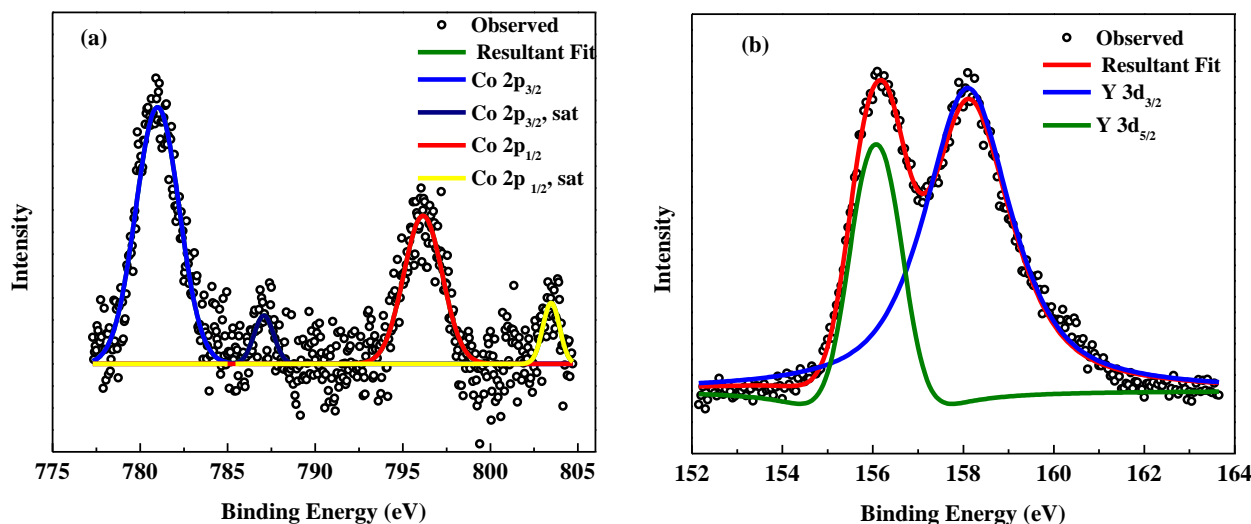 (a)
Observed
Resultant Fit
Co 2p3/2
Co 2p3/2, sat
Co 2p1/2
Co 2p 1/2, sat
Intensity
775 780 785 790 795 800 805
Binding Energy (eV)
(b)
Observed
Resultant Fit
Y 3d3/2
Y 3d5/2
Intensity
152 154 156 158 160 162 164
Binding Energy (eV)